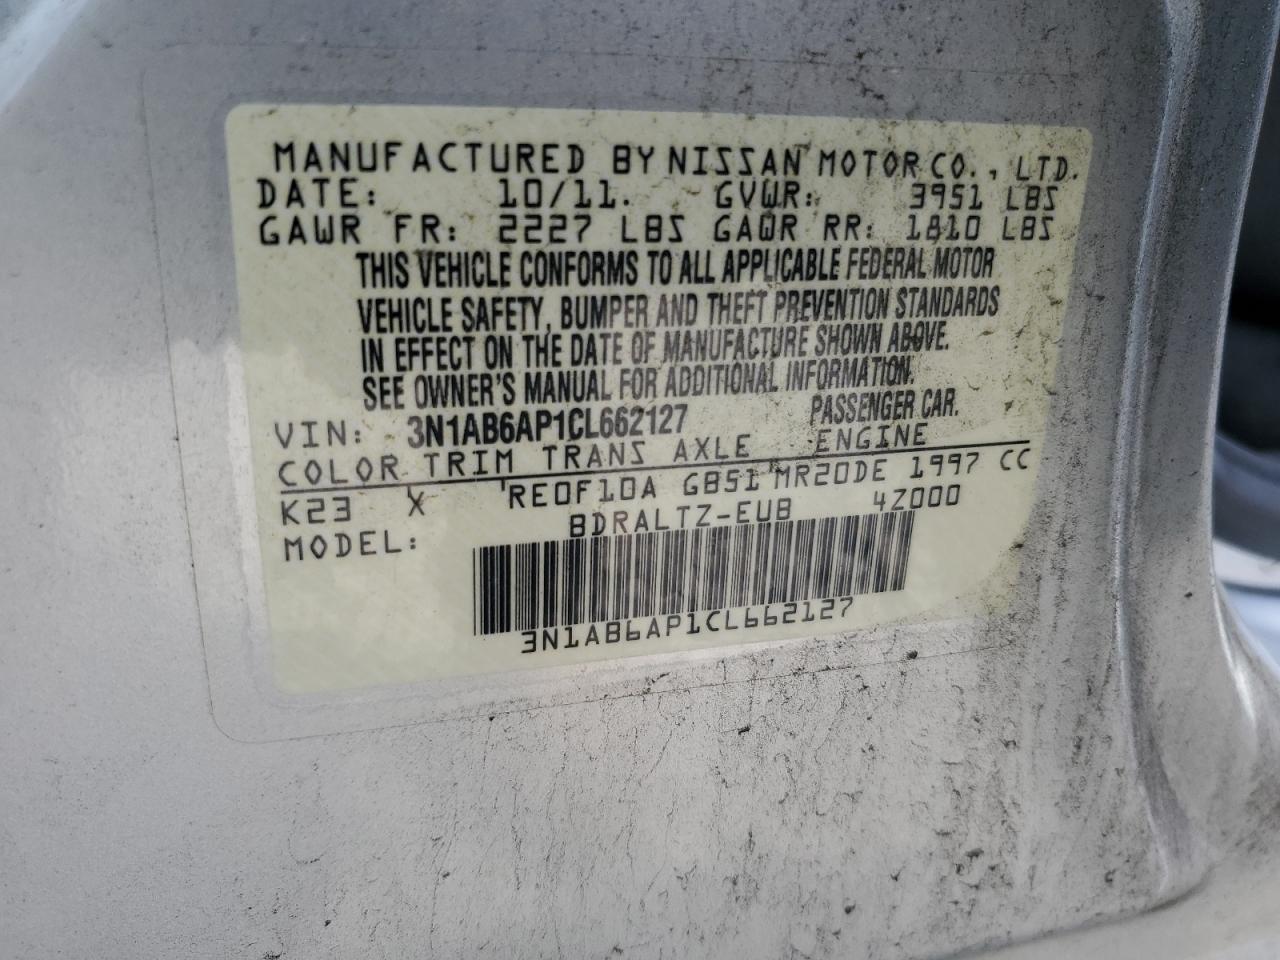 MANUFACTURED BY NISSAN MOTOR CO., LTD.
DATE: 10/11. GVWR: 3951 LBS
GAWR FR: 2227 LBS GAWR RR: 1810 LBS
THIS VEHICLE CONFORMS TO ALL APPLICABLE FEDERAL MOTOR
VEHICLE SAFETY, BUMPER AND THEFT PREVENTION STANDARDS
IN EFFECT ON THE DATE OF MANUFACTURE SHOWN ABOVE.
SEE OWNER'S MANUAL FOR ADDITIONAL INFORMATION.
VIN: 3N1AB6AP1CL662127 PASSENGER CAR.
COLOR TRIM TRANS AXLE ENGINE
K23 X RE0F10A GB51 MR20DE 1997 CC
MODEL: BDRALTZ-EUB 4Z000
3N1AB6AP1CL662127